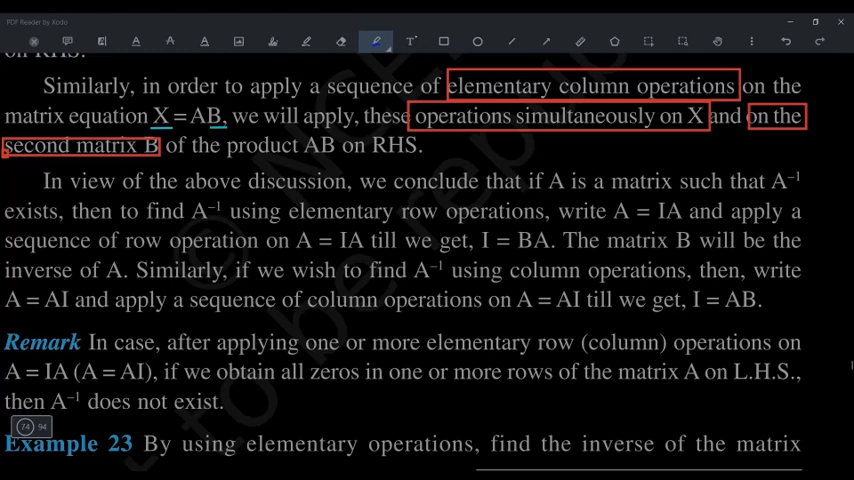 PDF Reader by Xodo
on RHS.
Similarly, in order to apply a sequence of elementary column operations on the
matrix equation X = AB, we will apply, these operations simultaneously on X and on the
second matrix B of the product AB on RHS.
In view of the above discussion, we conclude that if A is a matrix such that A⁻¹
exists, then to find A⁻¹ using elementary row operations, write A = IA and apply a
sequence of row operation on A = IA till we get, I = BA. The matrix B will be the
inverse of A. Similarly, if we wish to find A⁻¹ using column operations, then, write
A = AI and apply a sequence of column operations on A = AI till we get, I = AB.
Remark In case, after applying one or more elementary row (column) operations on
A = IA (A = AI), if we obtain all zeros in one or more rows of the matrix A on L.H.S.,
then A⁻¹ does not exist.
74 94
Example 23 By using elementary operations, find the inverse of the matrix